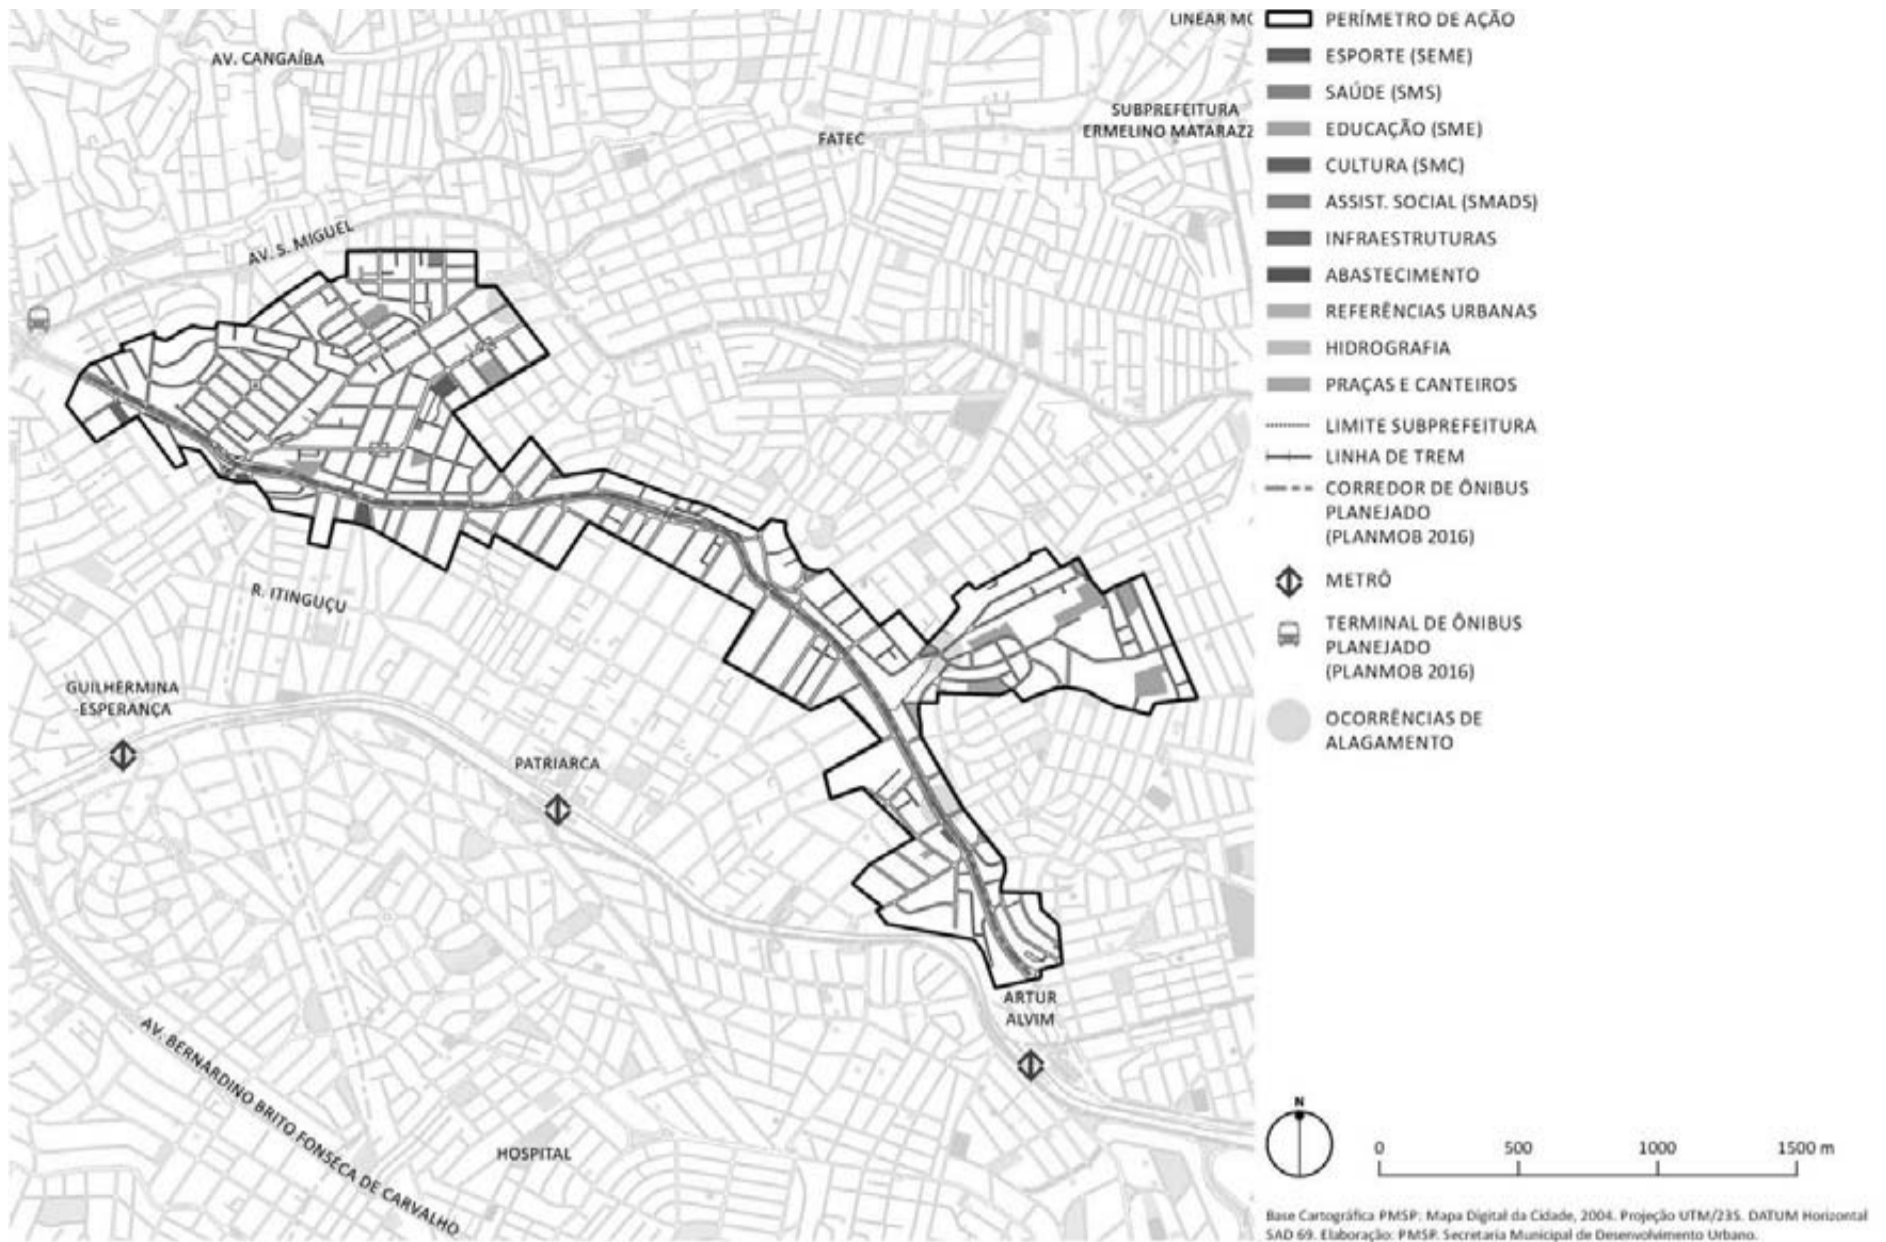 LINEAR MO
AV. CANGAÍBA
SUBPREFEITURA
ERMELINO MATARAZZ
FATEC
AV. S. MIGUEL
R. ITINGUÇU
GUILHERMINA
-ESPERANÇA
PATRIARCA
ARTUR
ALVIM
AV. BERNARDINO BRITO FONSECA DE CARVALHO
HOSPITAL
PERÍMETRO DE AÇÃO
ESPORTE (SEME)
SAÚDE (SMS)
EDUCAÇÃO (SME)
CULTURA (SMC)
ASSIST. SOCIAL (SMADS)
INFRAESTRUTURAS
ABASTECIMENTO
REFERÊNCIAS URBANAS
HIDROGRAFIA
PRAÇAS E CANTEIROS
LIMITE SUBPREFEITURA
LINHA DE TREM
CORREDOR DE ÔNIBUS
PLANEJADO
(PLANMOB 2016)
METRÔ
TERMINAL DE ÔNIBUS
PLANEJADO
(PLANMOB 2016)
OCORRÊNCIAS DE
ALAGAMENTO
N
0 500 1000 1500 m
Base Cartográfica PMSP: Mapa Digital da Cidade, 2004. Projeção UTM/23S. DATUM Horizontal
SAD 69. Elaboração: PMSP. Secretaria Municipal de Desenvolvimento Urbano.